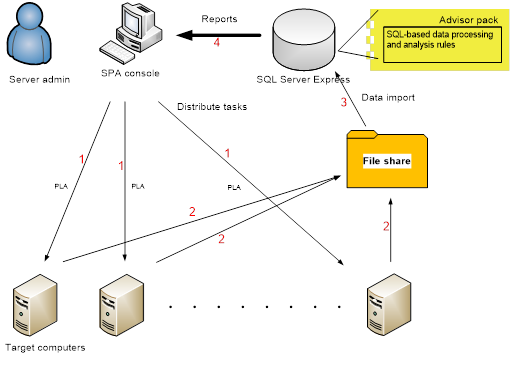 Advisor pack
SQL-based data processing
and analysis rules
Reports
4
Server admin
SPA console
SQL Server Express
Distribute tasks
3
Data import
1
1
1
File share
PLA
PLA
PLA
2
2
2
Target computers